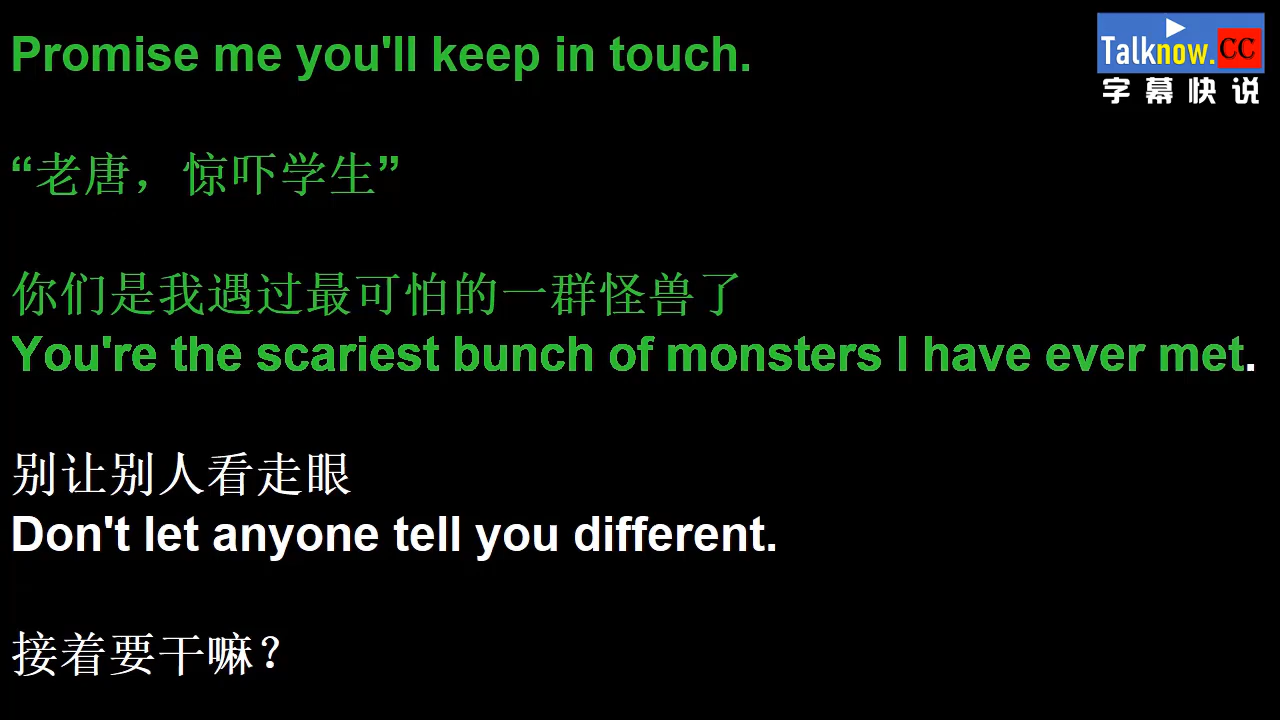 Promise me you'll keep in touch.
Talknow.CC
字幕快说
“老唐，惊吓学生”
你们是我遇过最可怕的一群怪兽了
You're the scariest bunch of monsters I have ever met.
别让别人看走眼
Don't let anyone tell you different.
接着要干嘛？